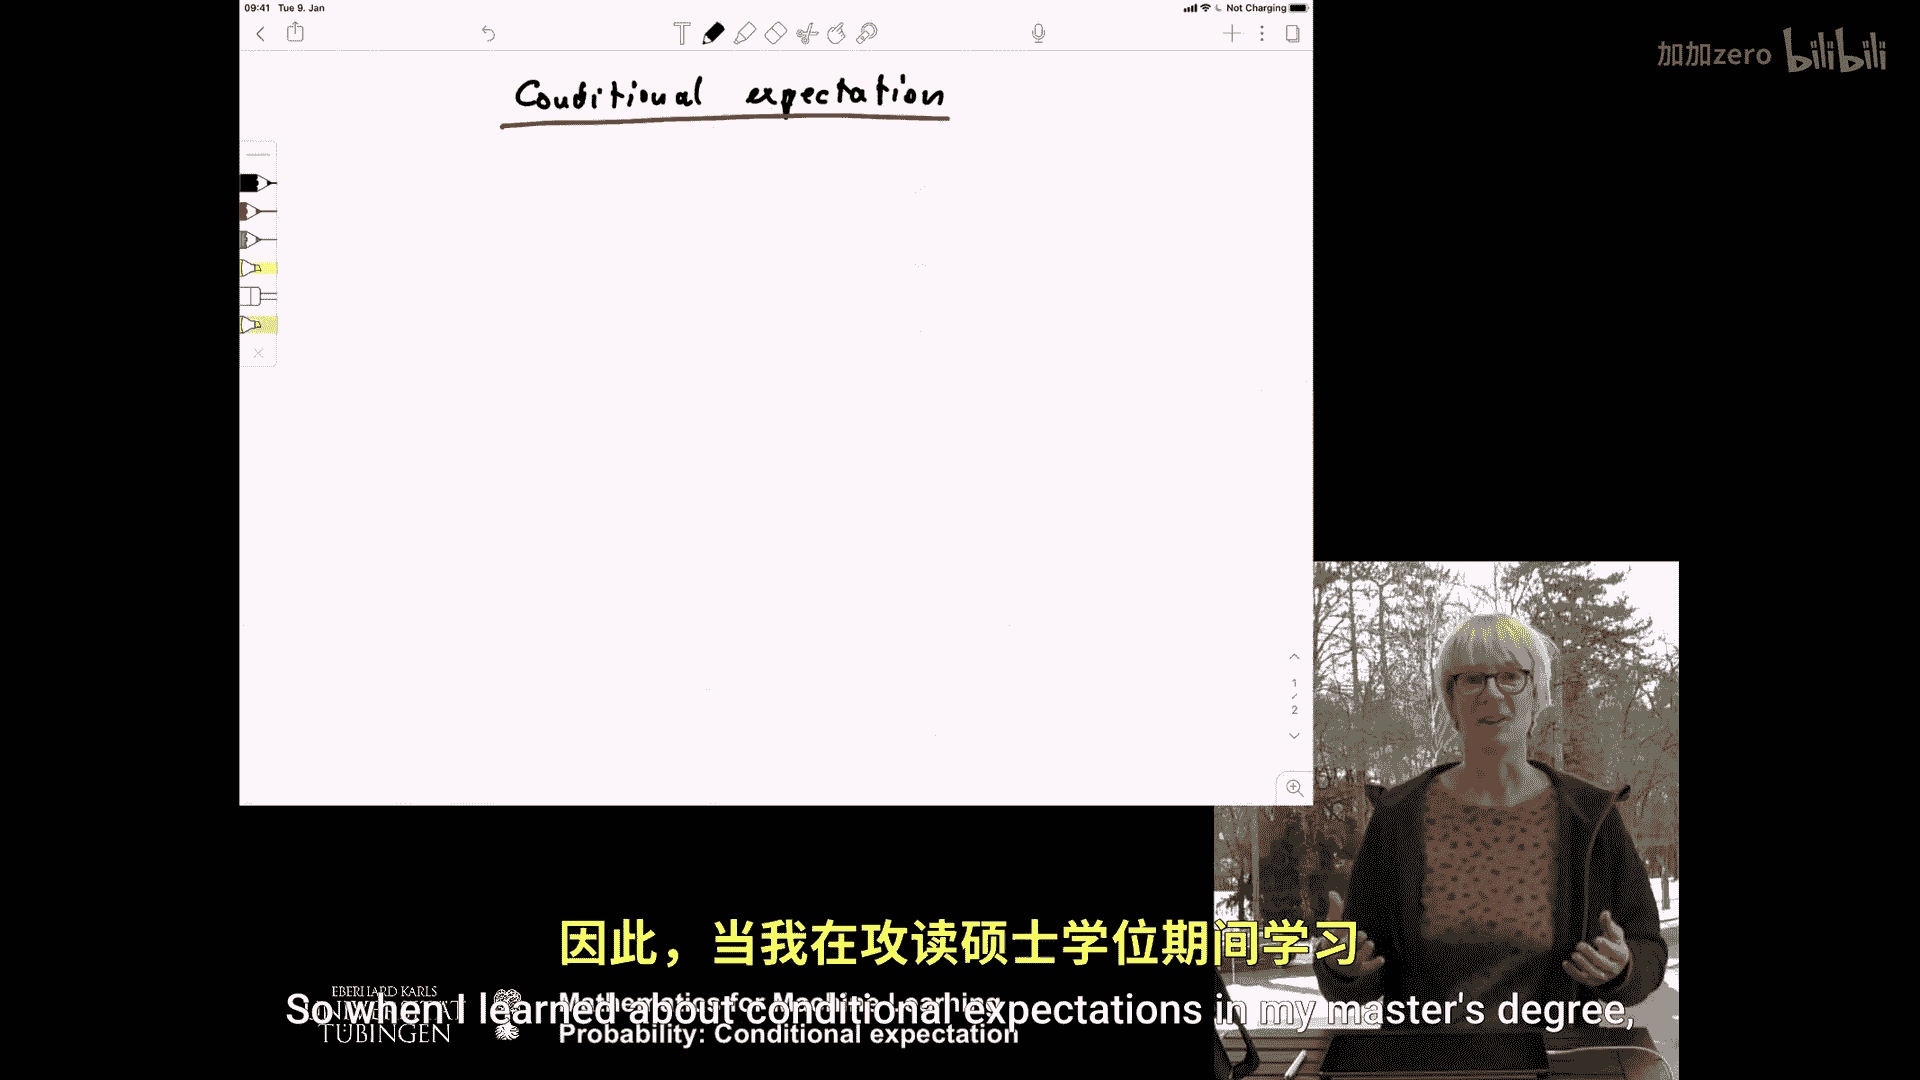 09:41 Tue 9. Jan
Not Charging
加加zero bilibili
Conditional expectation
1
2
因此，当我在攻读硕士学位期间学习
So when I learned about conditional expectations in my master's degree,
EBERHARD KARLS
UNIVERSITÄT
TÜBINGEN
Mathematics for Machine Learning
Probability: Conditional expectation